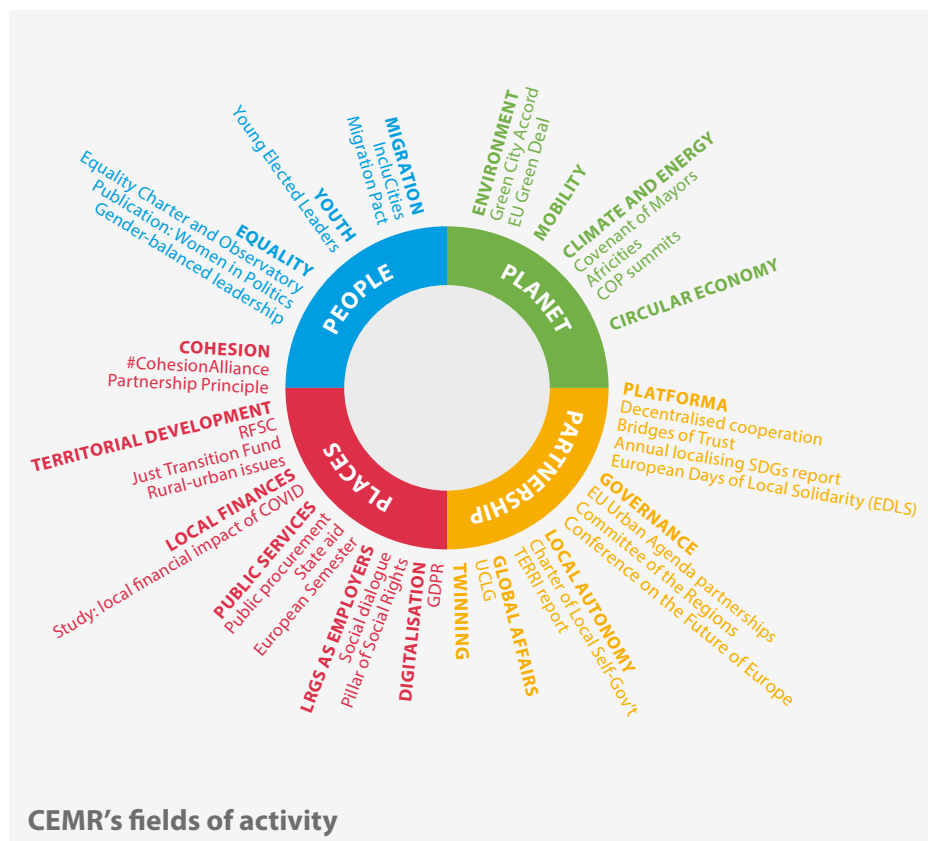 PEOPLE
MIGRATION
IncluCities
Migration Pact
YOUTH
Young Elected Leaders
EQUALITY
Equality Charter and Observatory
Publication: Women in Politics
Gender-balanced leadership
PLANET
ENVIRONMENT
Green City Accord
EU Green Deal
MOBILITY
CLIMATE AND ENERGY
Covenant of Mayors
Africities
COP summits
CIRCULAR ECONOMY
PARTNERSHIP
PLATFORMA
Decentralised cooperation
Bridges of Trust
Annual localising SDGs report
European Days of Local Solidarity (EDLS)
GOVERNANCE
EU Urban Agenda partnerships
Committee of the Regions
Conference on the Future of Europe
LOCAL AUTONOMY
Charter of Local Self-Gov't
TERRI report
GLOBAL AFFAIRS
UCLG
TWINNING
PLACES
COHESION
#CohesionAlliance
Partnership Principle
TERRITORIAL DEVELOPMENT
RFSC
Just Transition Fund
Rural-urban issues
LOCAL FINANCES
Study: local financial impact of COVID
PUBLIC SERVICES
Public procurement
State aid
European Semester
LRGS AS EMPLOYERS
Social dialogue
Pillar of Social Rights
DIGITALISATION
GDPR
CEMR's fields of activity